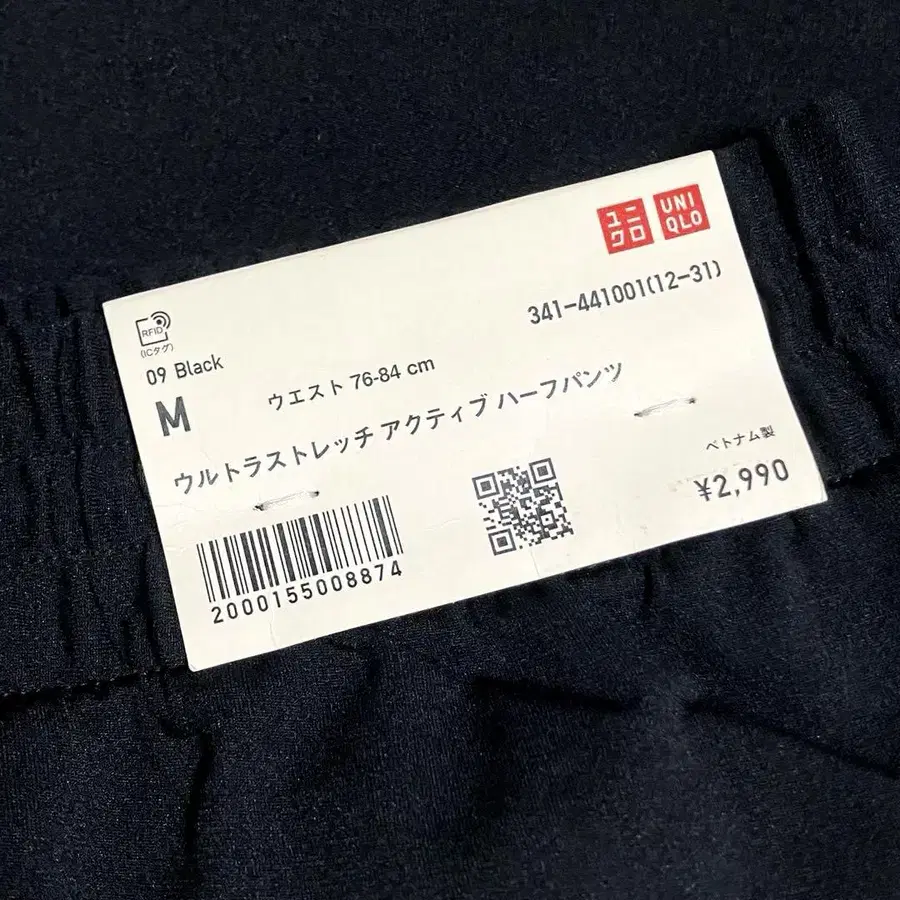 ユニ
クロ
UNI
QLO
341-441001(12-31)
RFID
(ICタグ)
09 Black
M
ウエスト 76-84 cm
ウルトラストレッチ アクティブ ハーフパンツ
ベトナム製
¥2,990
2000155008874